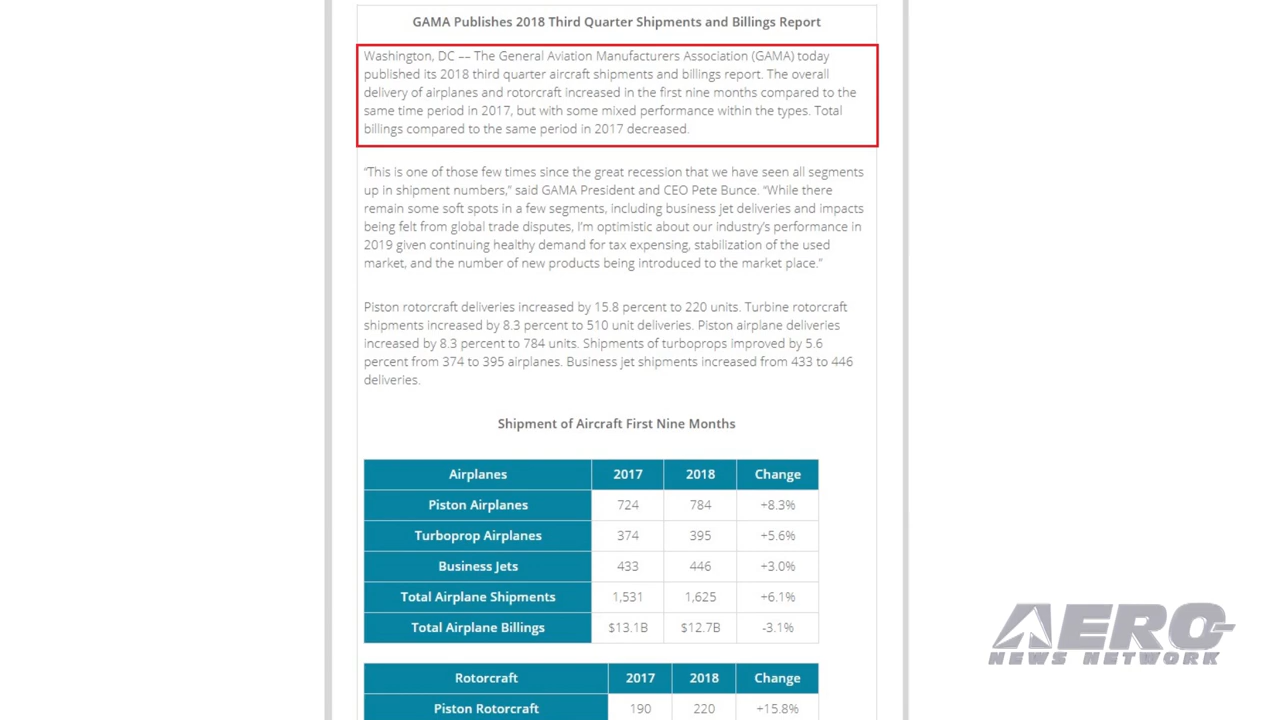 GAMA Publishes 2018 Third Quarter Shipments and Billings Report
Washington, DC –– The General Aviation Manufacturers Association (GAMA) today
published its 2018 third quarter aircraft shipments and billings report. The overall
delivery of airplanes and rotorcraft increased in the first nine months compared to the
same time period in 2017, but with some mixed performance within the types. Total
billings compared to the same period in 2017 decreased.
“This is one of those few times since the great recession that we have seen all segments
up in shipment numbers,” said GAMA President and CEO Pete Bunce. “While there
remain some soft spots in a few segments, including business jet deliveries and impacts
being felt from global trade disputes, I’m optimistic about our industry’s performance in
2019 given continuing healthy demand for tax expensing, stabilization of the used
market, and the number of new products being introduced to the market place.”
Piston rotorcraft deliveries increased by 15.8 percent to 220 units. Turbine rotorcraft
shipments increased by 8.3 percent to 510 unit deliveries. Piston airplane deliveries
increased by 8.3 percent to 784 units. Shipments of turboprops improved by 5.6
percent from 374 to 395 airplanes. Business jet shipments increased from 433 to 446
deliveries.
Shipment of Aircraft First Nine Months
Airplanes 2017 2018 Change
Piston Airplanes 724 784 +8.3%
Turboprop Airplanes 374 395 +5.6%
Business Jets 433 446 +3.0%
Total Airplane Shipments 1,531 1,625 +6.1%
Total Airplane Billings $13.1B $12.7B -3.1%
Rotorcraft 2017 2018 Change
Piston Rotorcraft 190 220 +15.8%
AERO
NEWS NETWORK